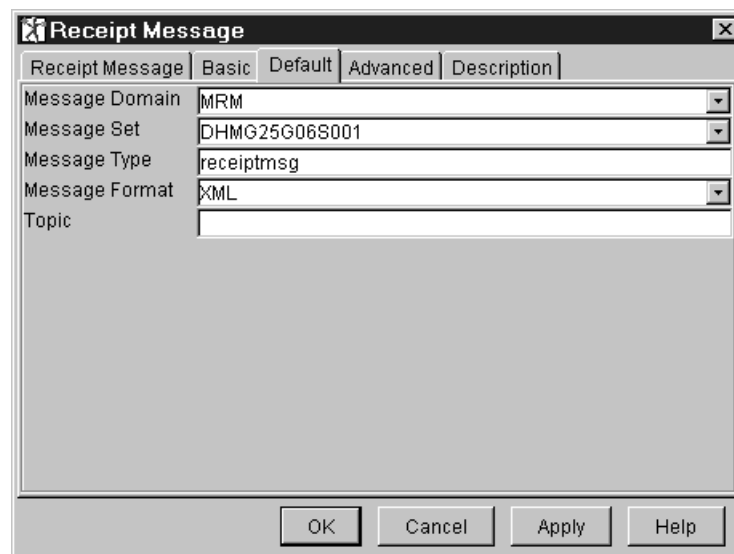 Receipt Message
Receipt Message Basic Default Advanced Description
Message Domain MRM
Message Set DHMG25G06S001
Message Type receiptmsg
Message Format XML
Topic
OK Cancel Apply Help